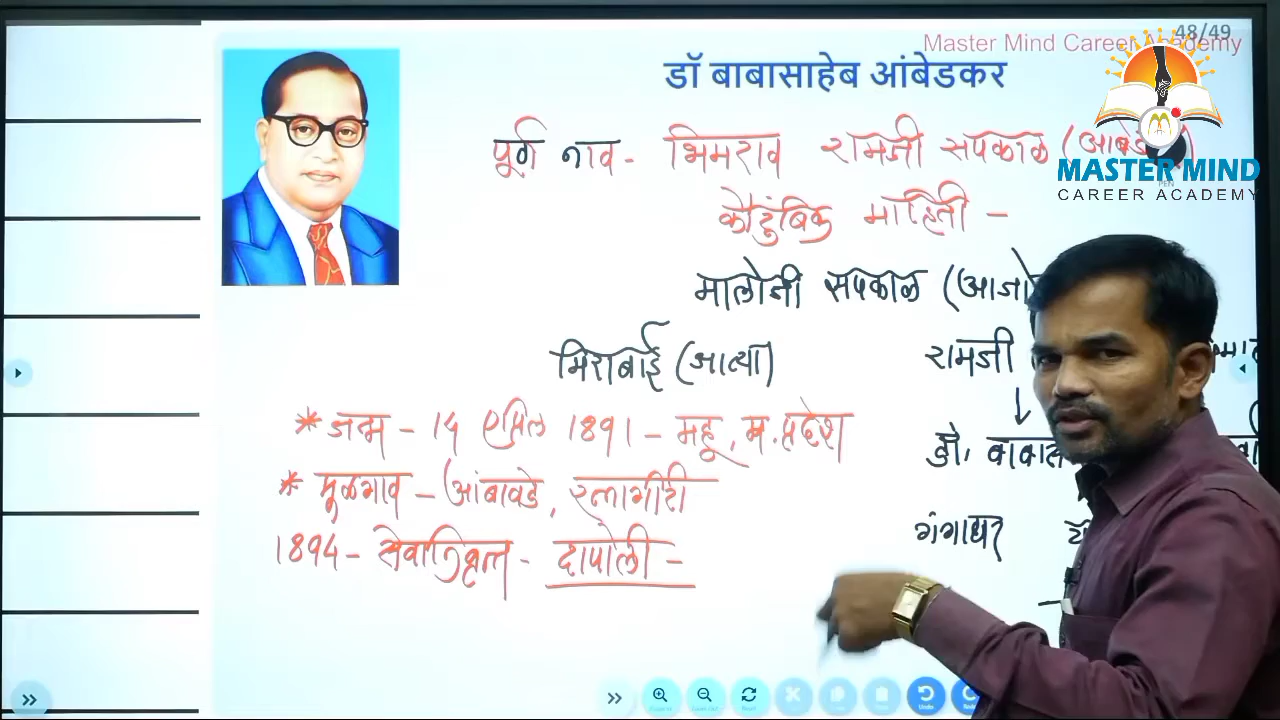 48/49
Master Mind Career Academy
डॉ बाबासाहेब आंबेडकर
MASTER MIND
CAREER ACADEMY
पूर्ण नाव - भिमराव रामजी सपकाळ
कौटुंबिक माहिती -
मालोजी सपकाळ
मिराबाई (आत्या)
रामजी
* जन्म - 14 एप्रिल 1891 - महू, म. प्रदेश
डॉ.
* मूळगाव - आंबावडे, रत्नागीरी
गंगाधर
1894 - सेवानिवृत्त - दापोली -
Undo